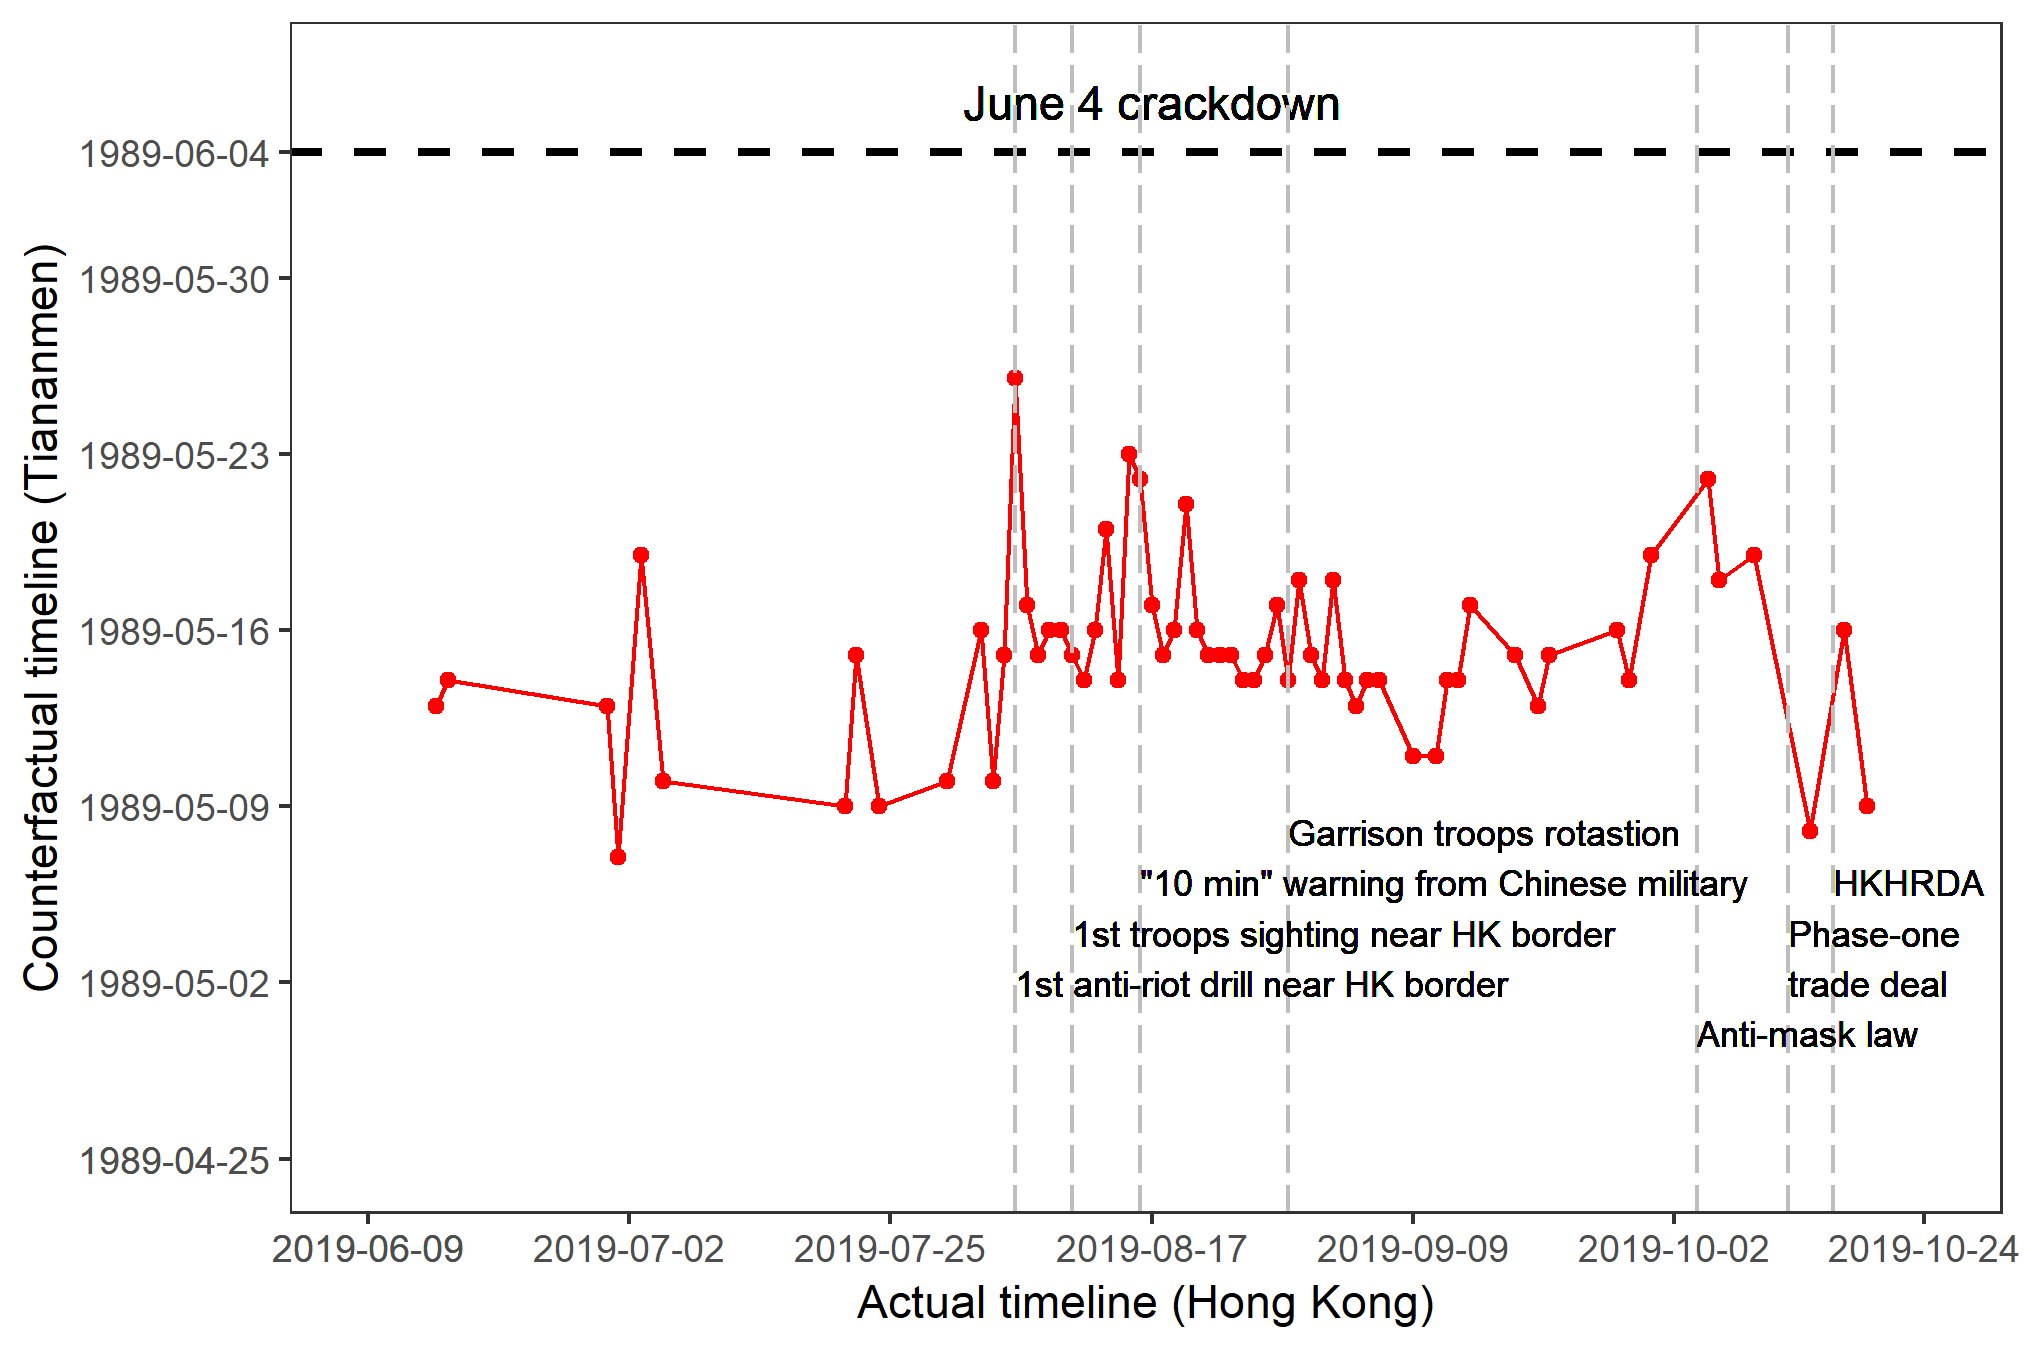 June 4 crackdown
1989-06-04
1989-05-30
1989-05-23
1989-05-16
1989-05-09
1989-05-02
1989-04-25
Counterfactual timeline (Tiananmen)
Garrison troops rotastion
"10 min" warning from Chinese military
HKHRDA
1st troops sighting near HK border
Phase-one
1st anti-riot drill near HK border
trade deal
Anti-mask law
2019-06-09
2019-07-02
2019-07-25
2019-08-17
2019-09-09
2019-10-02
2019-10-24
Actual timeline (Hong Kong)